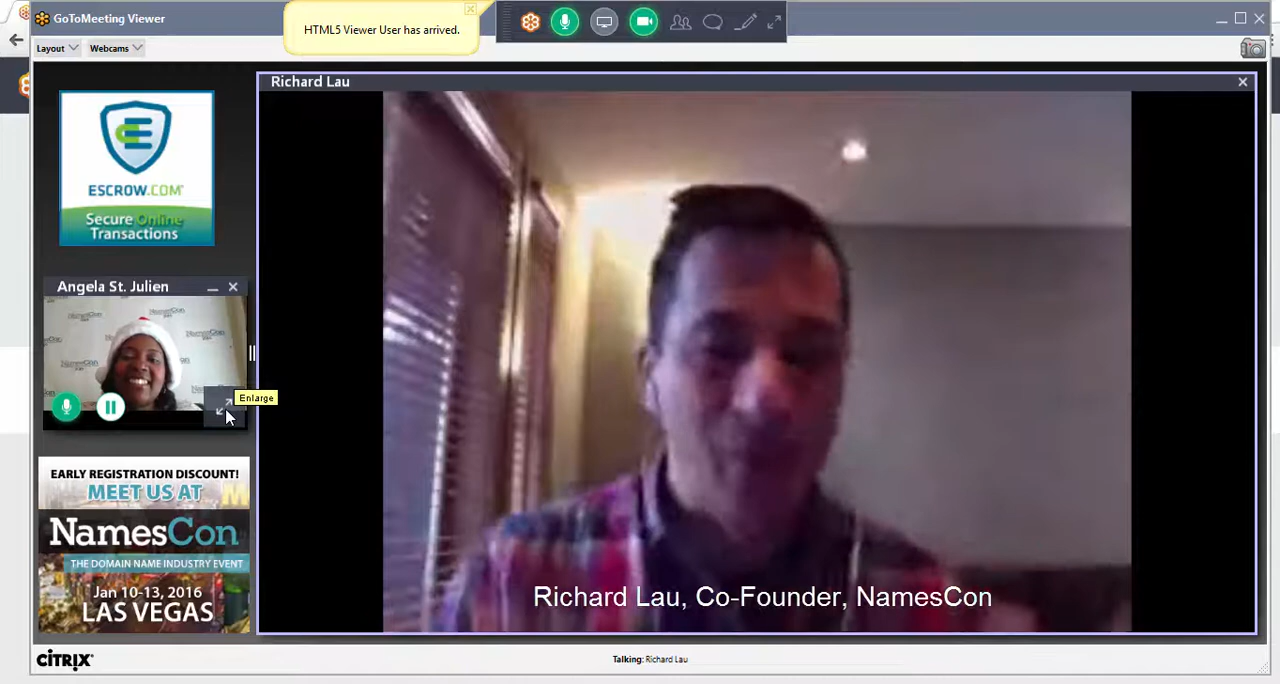 GoToMeeting Viewer
HTML5 Viewer User has arrived.
Layout
Webcams
Richard Lau
ESCROW.COM
Secure Online
Transactions
Angela St. Julien
Enlarge
EARLY REGISTRATION DISCOUNT!
MEET US AT
NamesCon
THE DOMAIN NAME INDUSTRY EVENT
Jan 10-13, 2016
LAS VEGAS
Richard Lau, Co-Founder, NamesCon
CITRIX
Talking: Richard Lau